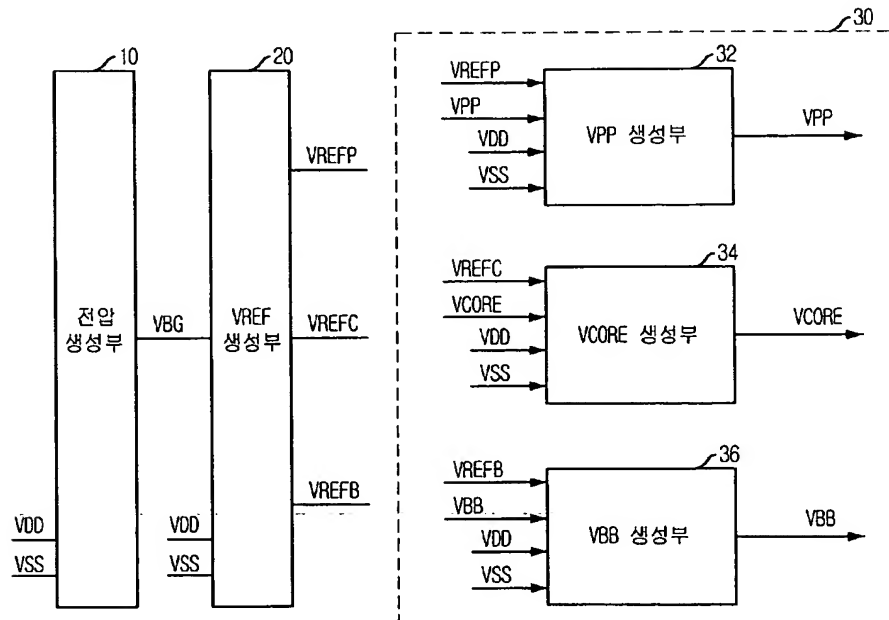 30
10
20
32
VREFP
VPP
VDD
VSS
VPP 생성부
VPP
VREFP
34
VREFC
VCORE
VDD
VSS
VCORE 생성부
VCORE
전압
생성부
VBG
VREF
생성부
VREFC
36
VREFB
VBB
VDD
VSS
VBB 생성부
VBB
VREFB
VDD
VSS
VDD
VSS